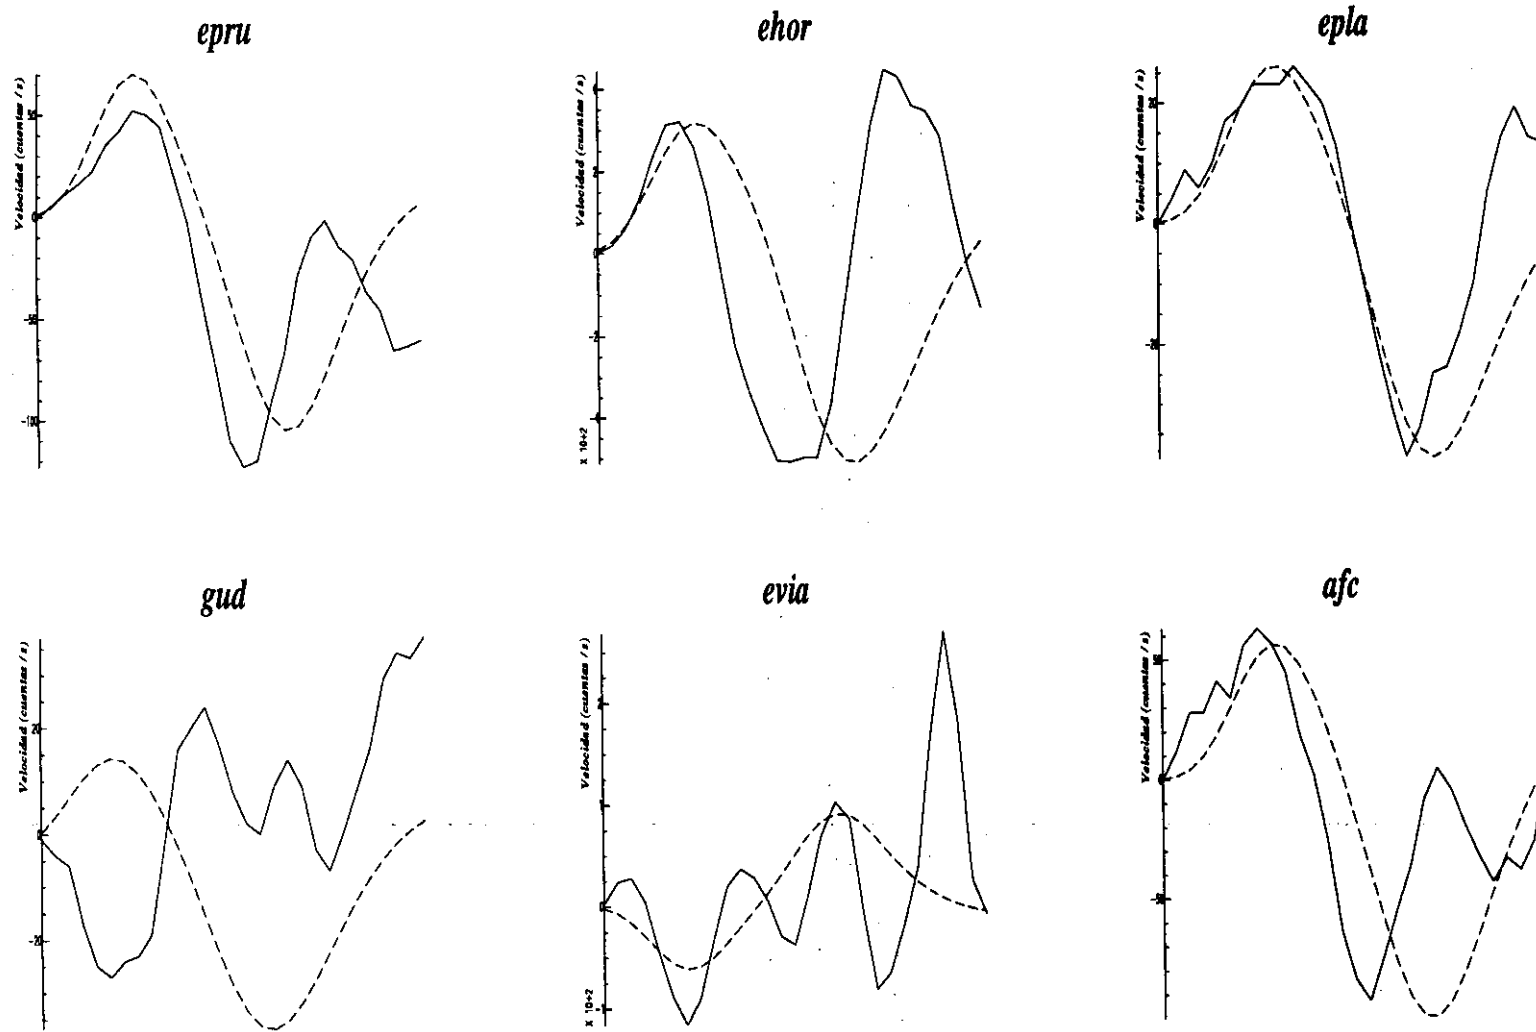 epru
ehor
epla
Velocidad (cuentas / s)
50
0
-50
-100
Velocidad (cuentas / s)
4
2
0
-2
-4
X 10+2
Velocidad (cuentas / s)
20
0
-20
gud
evia
afc
Velocidad (cuentas / s)
20
0
-20
Velocidad (cuentas / s)
2
1
0
-1
X 10+2
Velocidad (cuentas / s)
50
0
-50